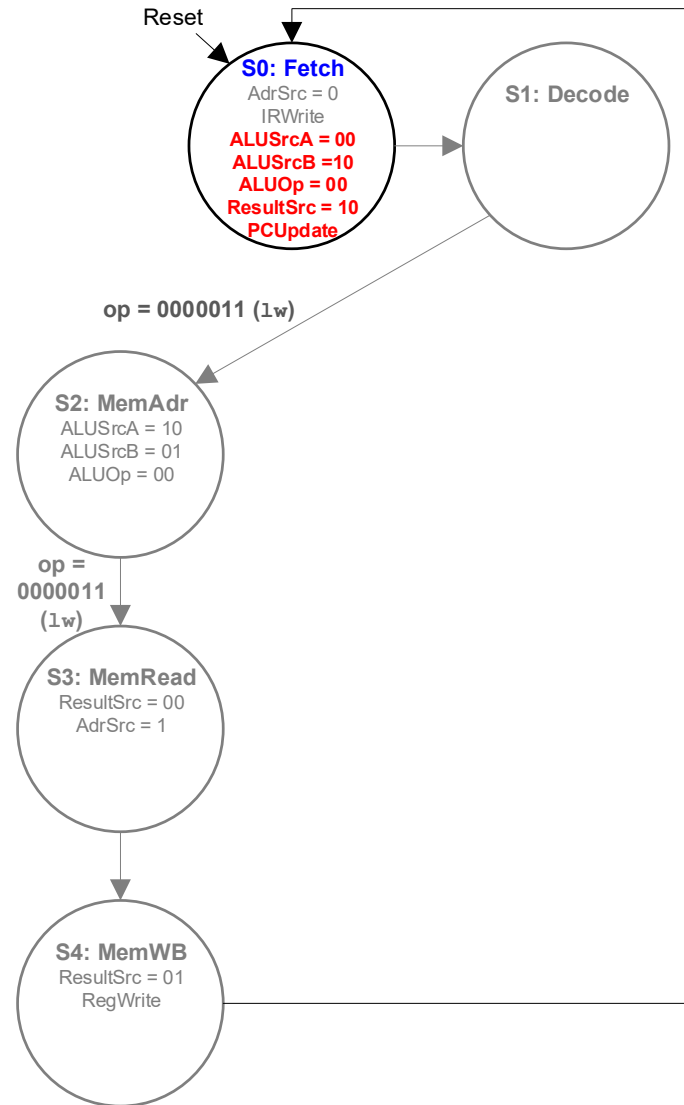 Reset
S0: Fetch
AdrSrc = 0
IRWrite
ALUSrcA = 00
ALUSrcB =10
ALUOp = 00
ResultSrc = 10
PCUpdate
S1: Decode
op = 0000011 (lw)
S2: MemAdr
ALUSrcA = 10
ALUSrcB = 01
ALUOp = 00
op =
0000011
(lw)
S3: MemRead
ResultSrc = 00
AdrSrc = 1
S4: MemWB
ResultSrc = 01
RegWrite